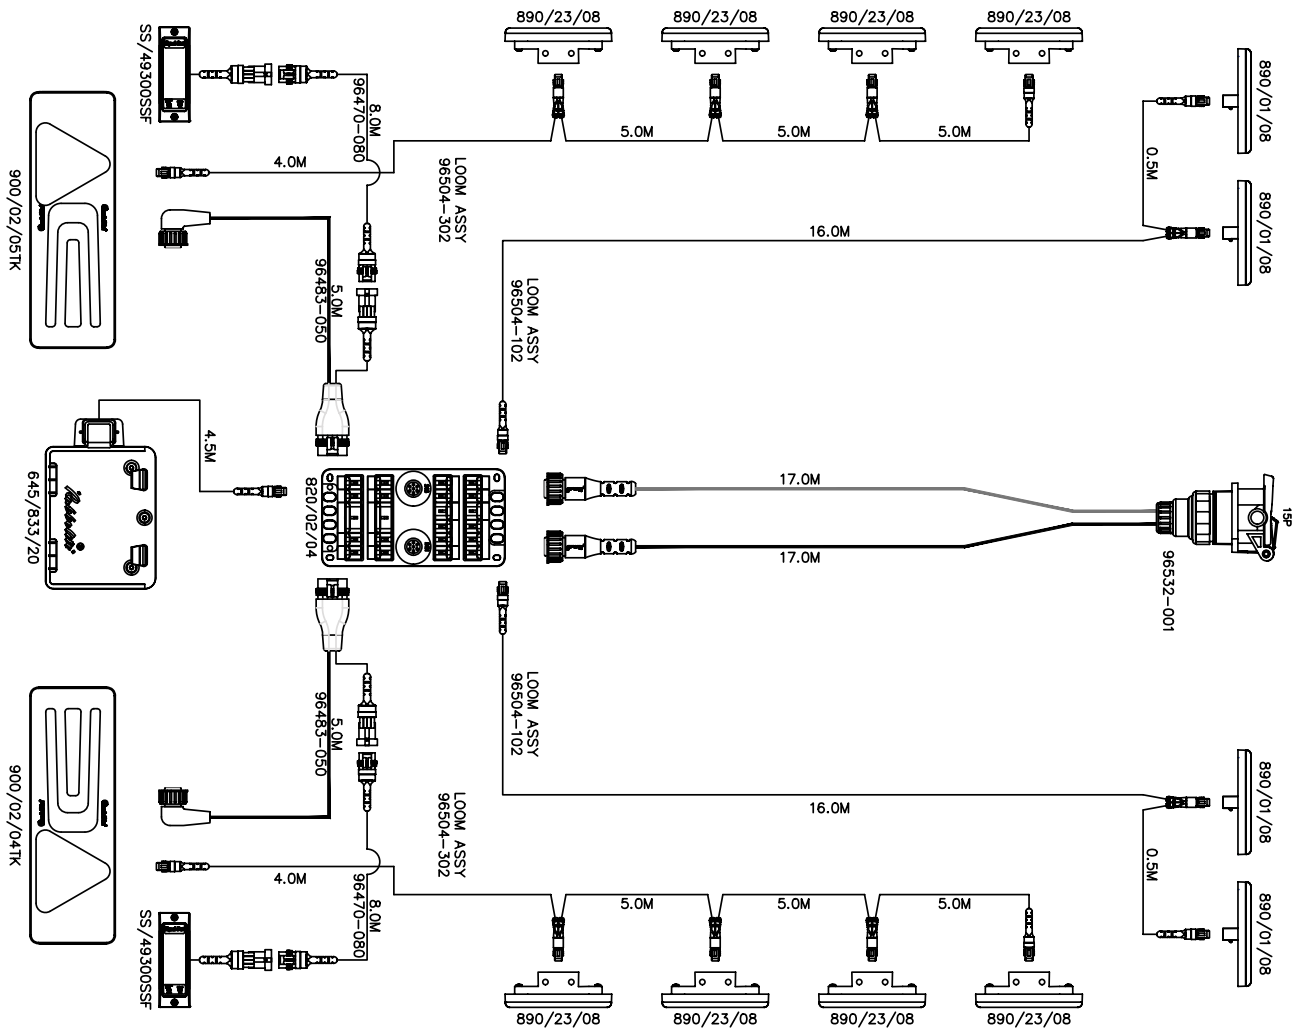 890/23/08
890/23/08
890/23/08
890/23/08
SS/49300SSF
8.0M
96470-080
5.0M
5.0M
5.0M
4.0M
LOOM ASSY
96504-302
890/01/08
0.5M
890/01/08
16.0M
900/02/05TK
5.0M
96483-050
LOOM ASSY
96504-102
4.5M
645/833/20
Rubbolite®
820/02/04
17.0M
17.0M
15P
96532-001
LOOM ASSY
96504-102
5.0M
96483-050
890/01/08
16.0M
0.5M
890/01/08
900/02/04TK
LOOM ASSY
96504-302
4.0M
8.0M
96470-080
5.0M
5.0M
5.0M
SS/49300SSF
890/23/08
890/23/08
890/23/08
890/23/08